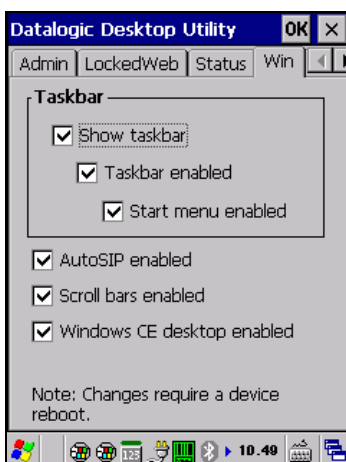 Datalogic Desktop Utility OK ×
Admin LockedWeb Status Win
Taskbar
Show taskbar
Taskbar enabled
Start menu enabled
AutoSIP enabled
Scroll bars enabled
Windows CE desktop enabled
Note: Changes require a device
reboot.
123 10.49